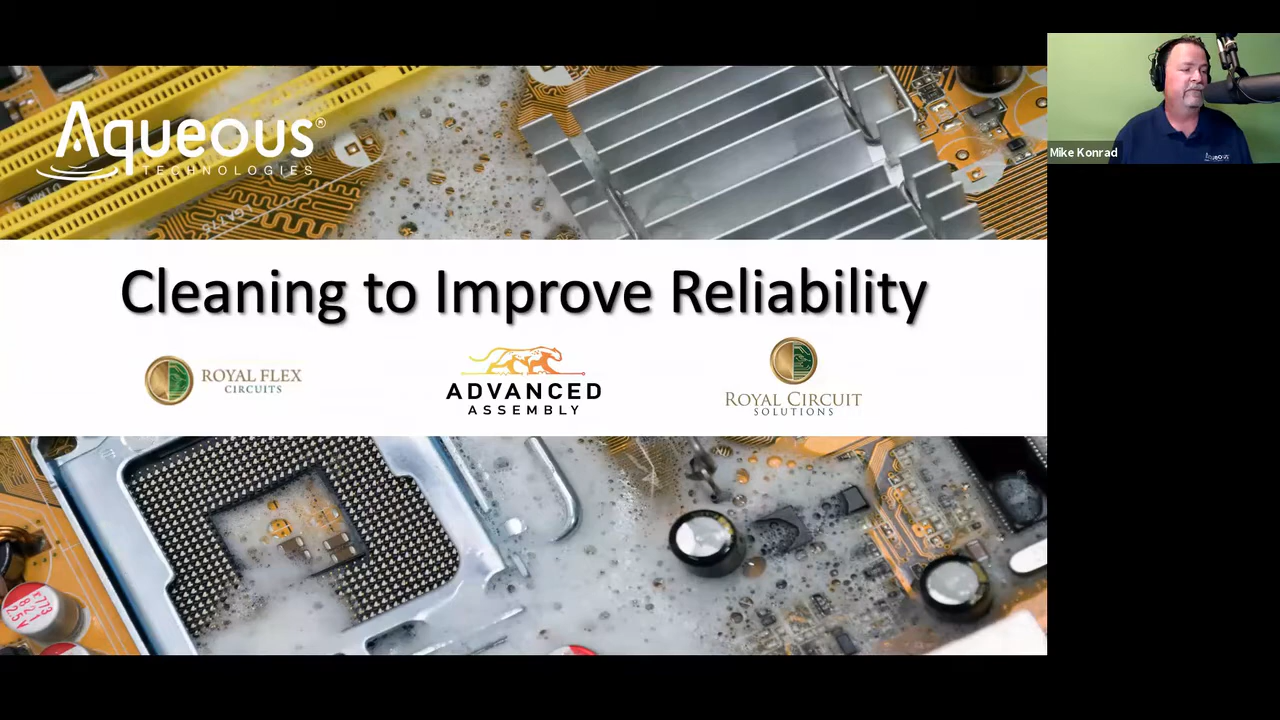 Aqueous®
TECHNOLOGIES
Mike Konrad
Cleaning to Improve Reliability
ROYAL FLEX
CIRCUITS
ADVANCED
ASSEMBLY
ROYAL CIRCUIT
SOLUTIONS